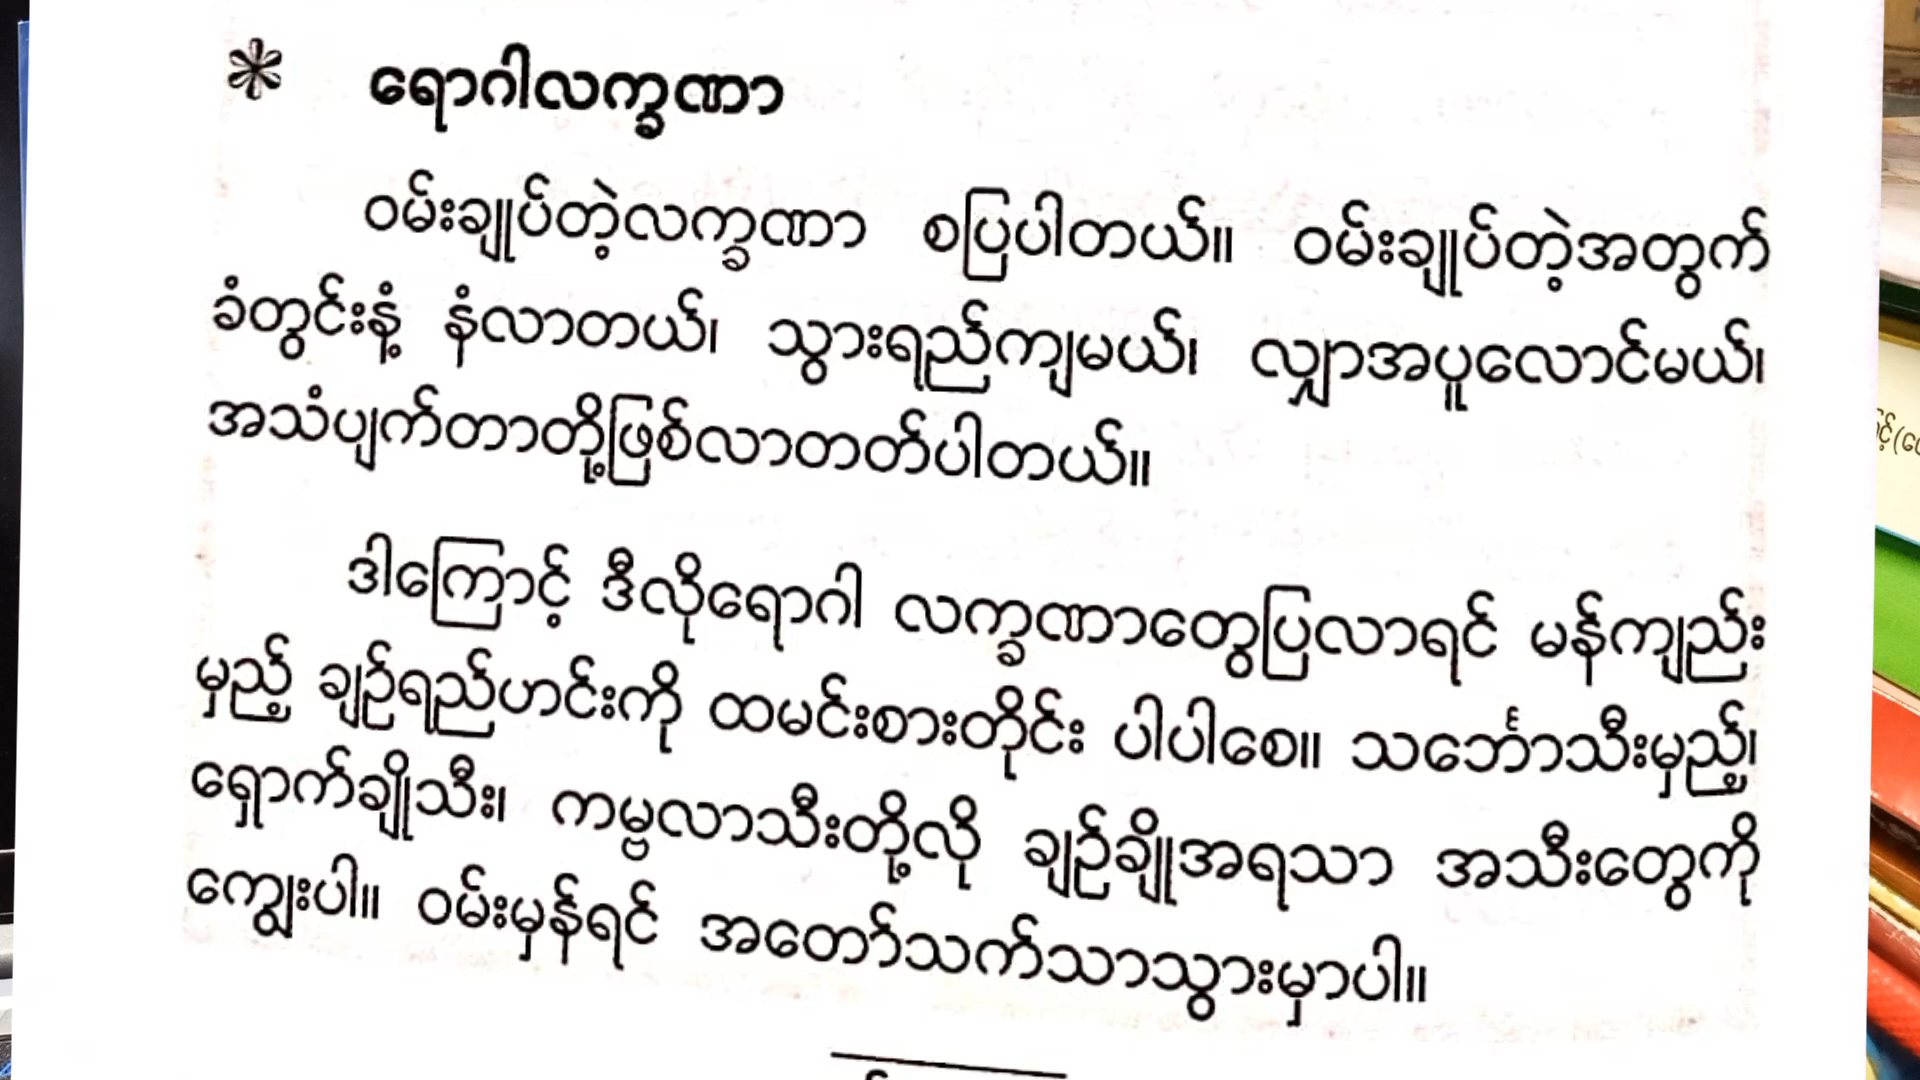 * ရောဂါလက္ခဏာ
ဝမ်းချုပ်တဲ့လက္ခဏာ စပြပါတယ်။ ဝမ်းချုပ်တဲ့အတွက်
ခံတွင်းနံ့ နံလာတယ်၊ သွားရည်ကျမယ်၊ လျှာအပူလောင်မယ်၊
အသံပျက်တာတို့ဖြစ်လာတတ်ပါတယ်။
ဒါကြောင့် ဒီလိုရောဂါ လက္ခဏာတွေပြလာရင် မန်ကျည်း
မှည့် ချဉ်ရည်ဟင်းကို ထမင်းစားတိုင်း ပါပါစေ။ သင်္ဘောသီးမှည့်၊
ရှောက်ချိုသီး၊ ကမ္ဗလာသီးတို့လို ချဉ်ချိုအရသာ အသီးတွေကို
ကျွေးပါ။ ဝမ်းမှန်ရင် အတော်သက်သာသွားမှာပါ။